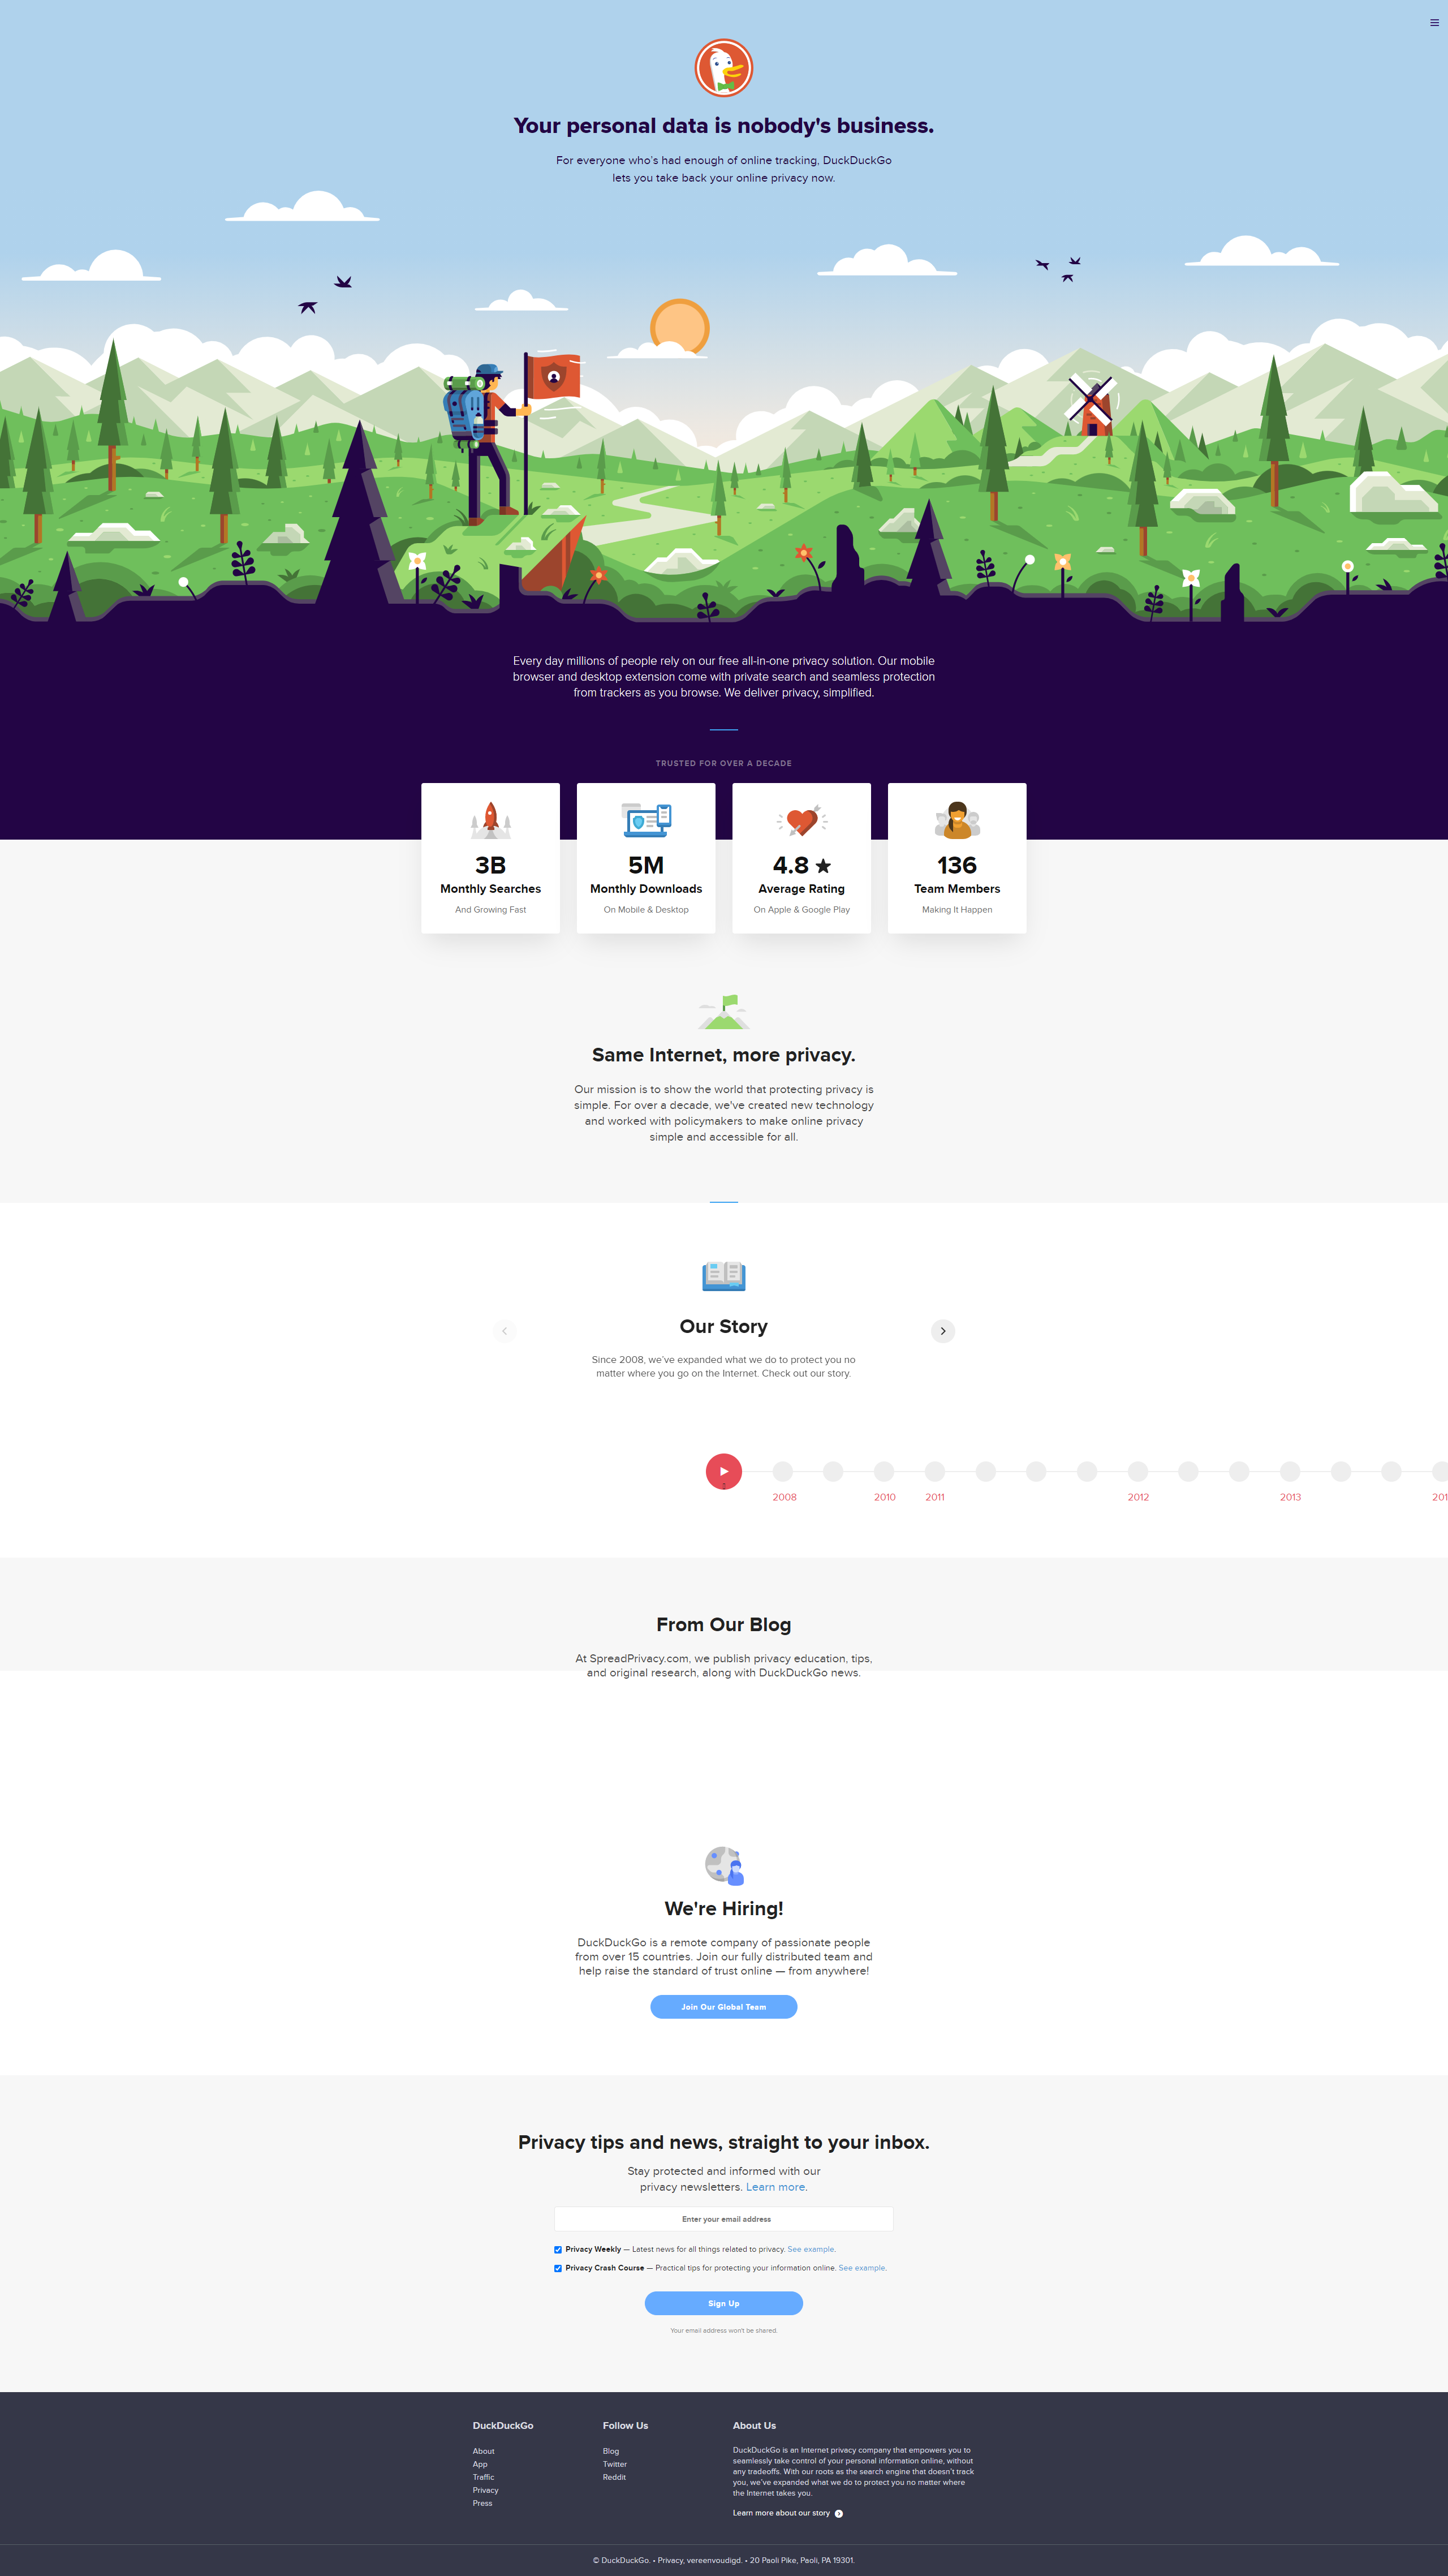 Your personal data is nobody's business.
For everyone who's had enough of online tracking, DuckDuckGo
lets you take back your online privacy now.
Every day millions of people rely on our free all-in-one privacy solution. Our mobile
browser and desktop extension come with private search and seamless protection
from trackers as you browse. We deliver privacy, simplified.
TRUSTED FOR OVER A DECADE
3B
Monthly Searches
And Growing Fast
5M
Monthly Downloads
On Mobile & Desktop
4.8
Average Rating
On Apple & Google Play
136
Team Members
Making It Happen
Same Internet, more privacy.
Our mission is to show the world that protecting privacy is
simple. For over a decade, we've created new technology
and worked with policymakers to make online privacy
simple and accessible for all.
Our Story
Since 2008, we've expanded what we do to protect you no
matter where you go on the Internet. Check out our story.
2008 2010 2011 2012 2013 201
From Our Blog
At SpreadPrivacy.com, we publish privacy education, tips,
and original research, along with DuckDuckGo news.
We're Hiring!
DuckDuckGo is a remote company of passionate people
from over 15 countries. Join our fully distributed team and
help raise the standard of trust online — from anywhere!
Join Our Global Team
Privacy tips and news, straight to your inbox.
Stay protected and informed with our
privacy newsletters. Learn more.
Enter your email address
Privacy Weekly — Latest news for all things related to privacy. See example.
Privacy Crash Course — Practical tips for protecting your information online. See example.
Sign Up
Your email address won't be shared.
DuckDuckGo
About
App
Traffic
Privacy
Press
Follow Us
Blog
Twitter
Reddit
About Us
DuckDuckGo is an Internet privacy company that empowers you to
seamlessly take control of your personal information online, without
any tradeoffs. With our roots as the search engine that doesn't track
you, we've expanded what we do to protect you no matter where
the Internet takes you.
Learn more about our story
© DuckDuckGo. • Privacy, vereenvoudigd. • 20 Paoli Pike, Paoli, PA 19301.